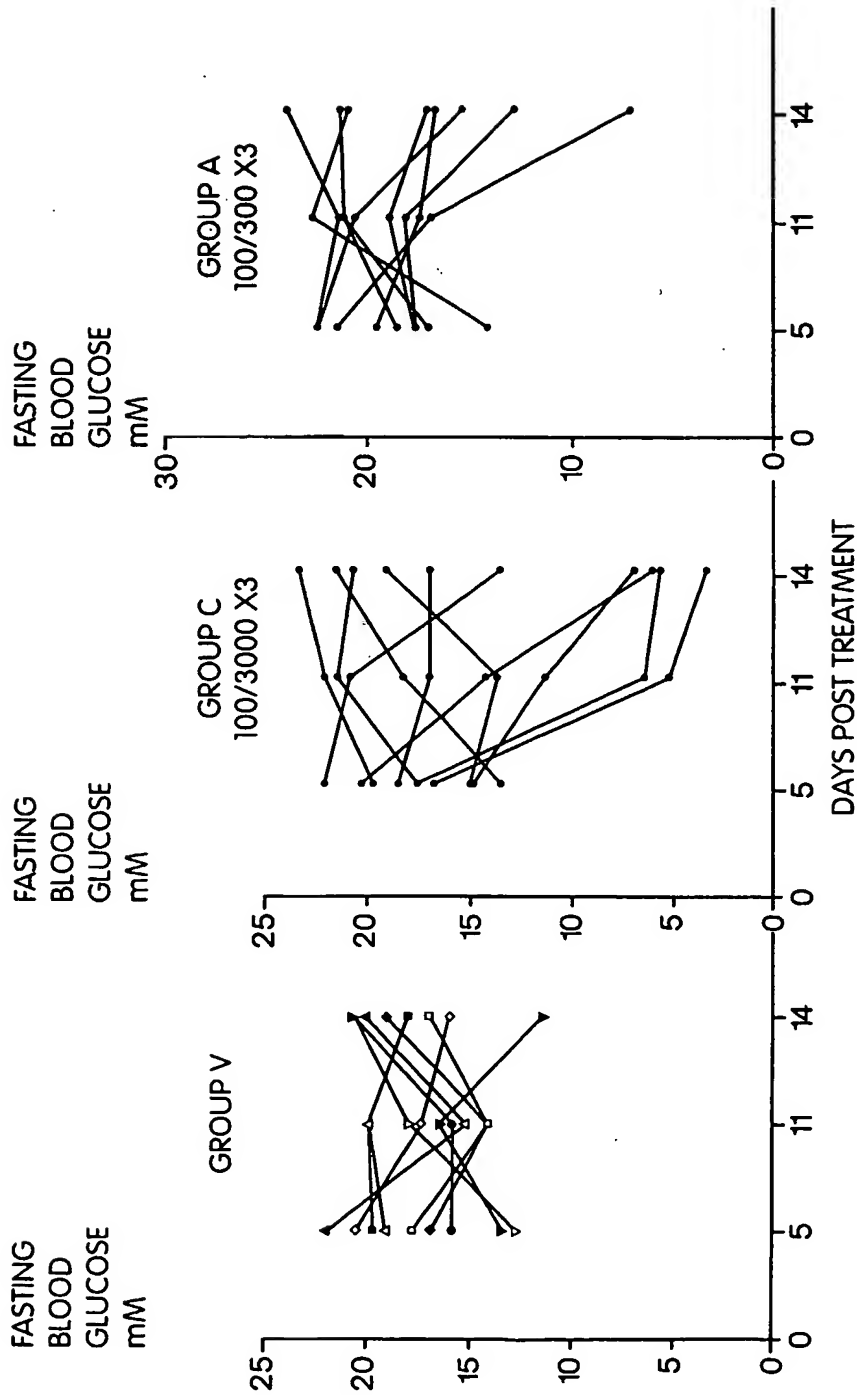 FASTING
BLOOD
GLUCOSE
mM
GROUP V
25
20
15
10
5
0
0
5
11
14
FASTING
BLOOD
GLUCOSE
mM
GROUP C
100/3000 X3
25
20
15
10
5
0
0
5
11
14
DAYS POST TREATMENT
FASTING
BLOOD
GLUCOSE
mM
GROUP A
100/300 X3
30
20
10
0
0
5
11
14